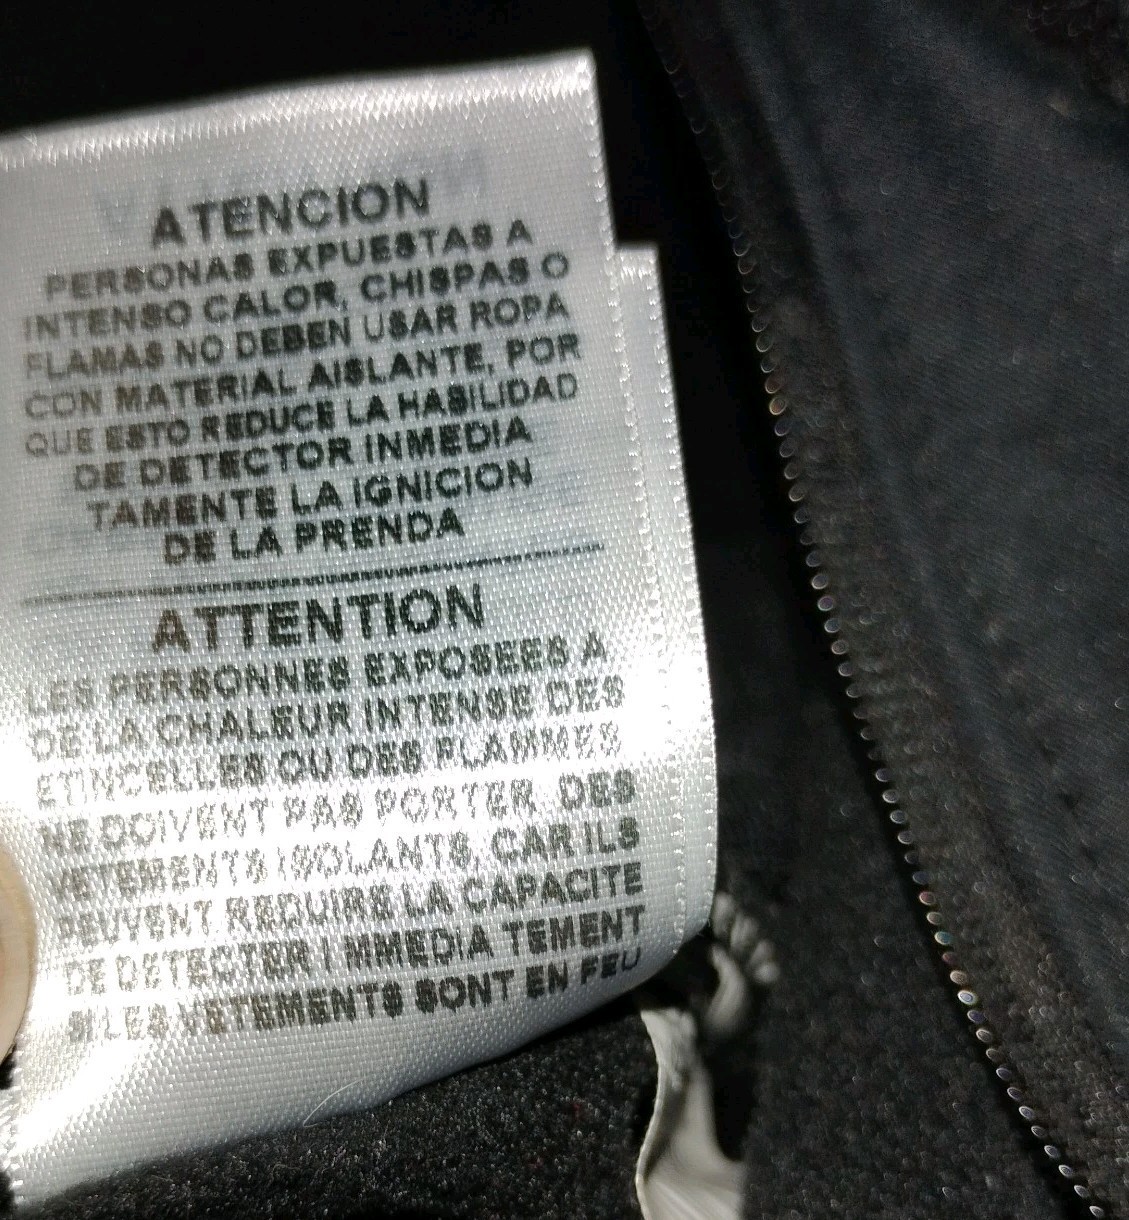 ATENCION
PERSONAS EXPUESTAS A
INTENSO CALOR, CHISPAS O
FLAMAS NO DEBEN USAR ROPA
CON MATERIAL AISLANTE, POR
QUE ESTO REDUCE LA HABILIDAD
DE DETECTOR INMEDIA
TAMENTE LA IGNICION
DE LA PRENDA
ATTENTION
LES PERSONNES EXPOSEES A
DE LA CHALEUR INTENSE DES
ETINCELLES OU DES FLAMMES
NE DOIVENT PAS PORTER DES
VETEMENTS ISOLANTS, CAR ILS
PEUVENT REQUIRE LA CAPACITE
DE DETECTER I MMEDIA TEMENT
SI LES VETEMENTS SONT EN FEU